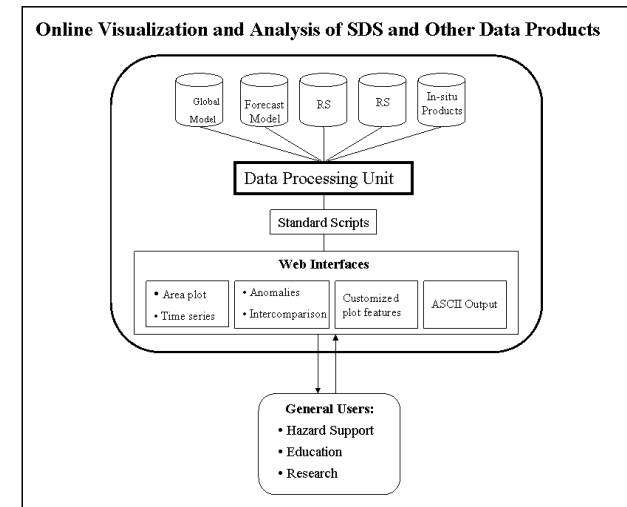 Online Visualization and Analysis of SDS and Other Data Products
Global
Model
Forecast
Model
RS
RS
In-situ
Products
Data Processing Unit
Standard Scripts
Web Interfaces
• Area plot
• Time series
• Anomalies
• Intercomparison
Customized
plot features
ASCII Output
General Users:
• Hazard Support
• Education
• Research